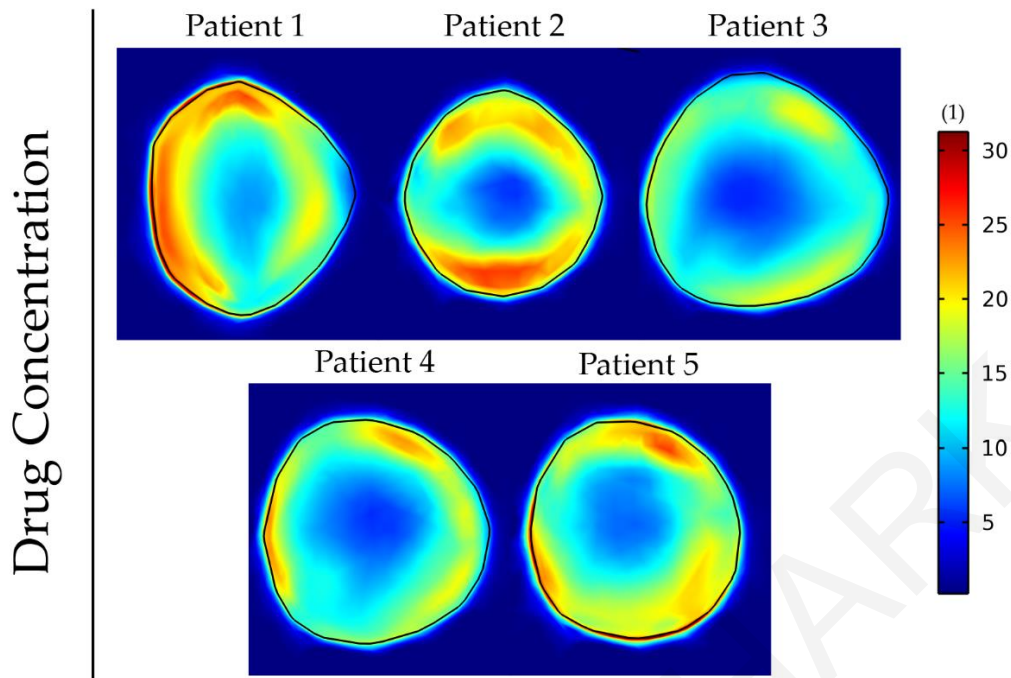 Patient 1
Patient 2
Patient 3
Drug Concentration
(1)
30
25
20
15
10
5
Patient 4
Patient 5